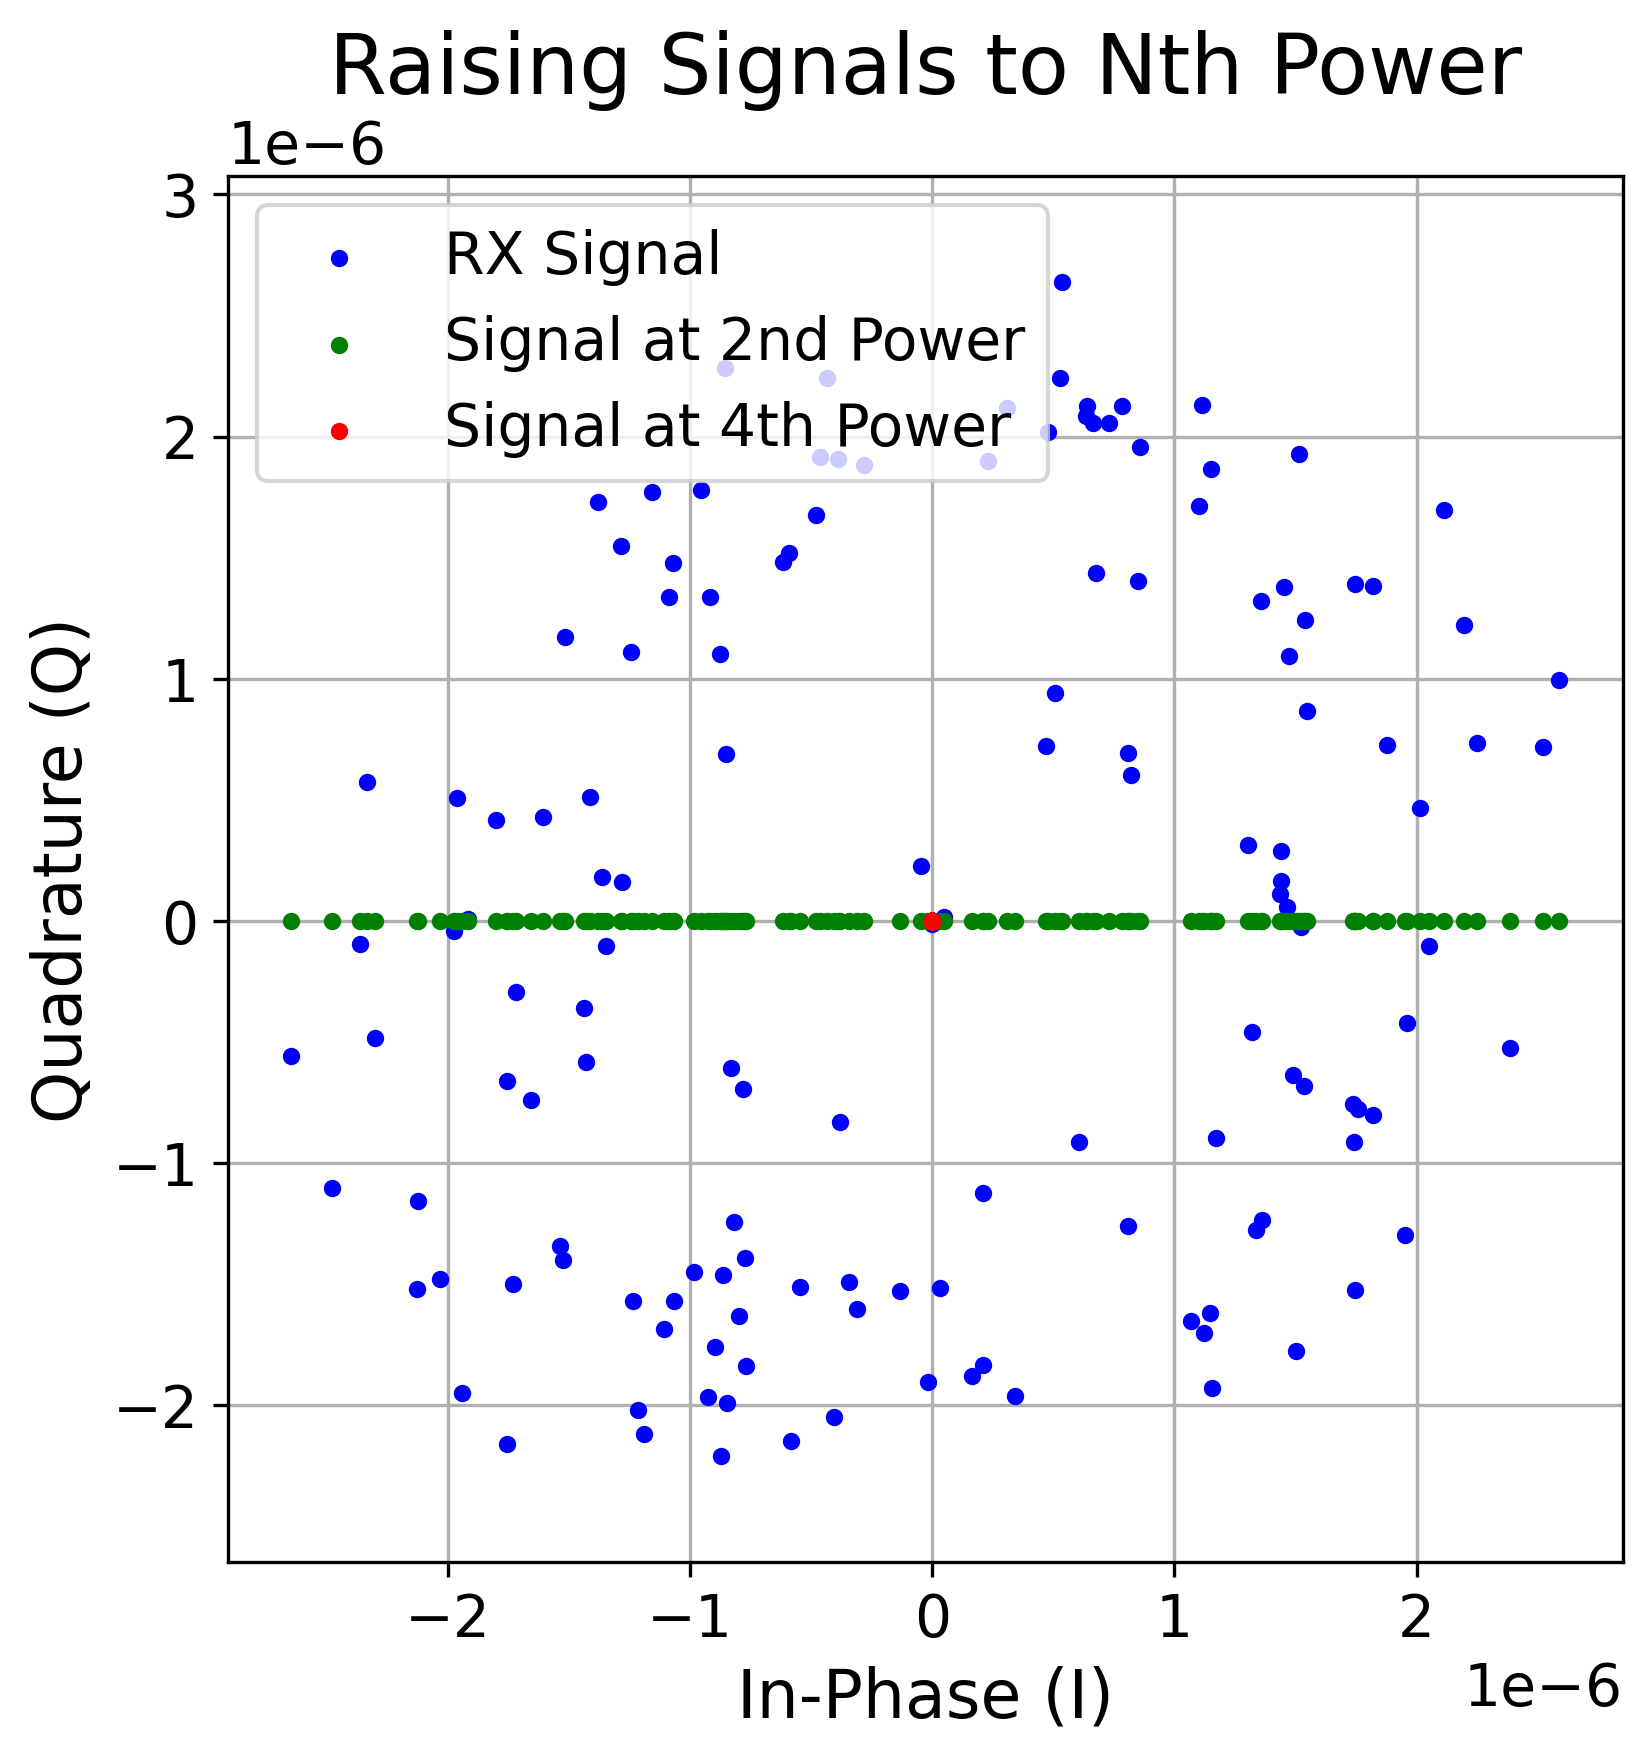 Raising Signals to Nth Power
1e−6
3
2
1
0
−1
−2
RX Signal
Signal at 2nd Power
Signal at 4th Power
Quadrature (Q)
−2 −1 0 1 2
1e−6
In-Phase (I)